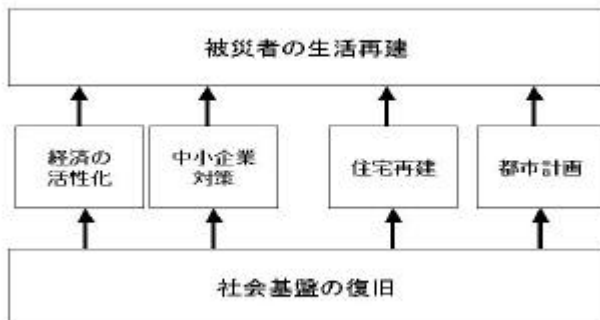 被災者の生活再建
経済の
活性化
中小企業
対策
住宅再建
都市計画
社会基盤の復旧